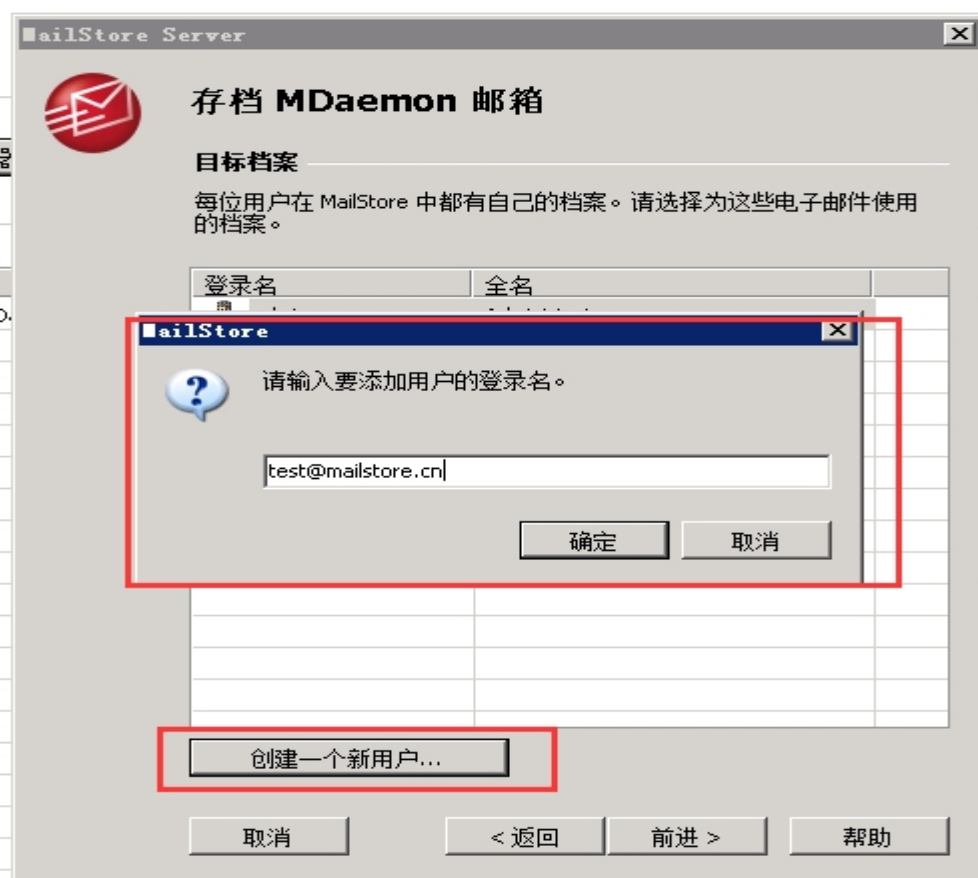 MailStore Server
存档 MDaemon 邮箱
目标档案
每位用户在 MailStore 中都有自己的档案。请选择为这些电子邮件使用
的档案。
登录名 全名
MailStore
请输入要添加用户的登录名。
test@mailstore.cn
确定 取消
创建一个新用户...
取消 < 返回 前进 > 帮助